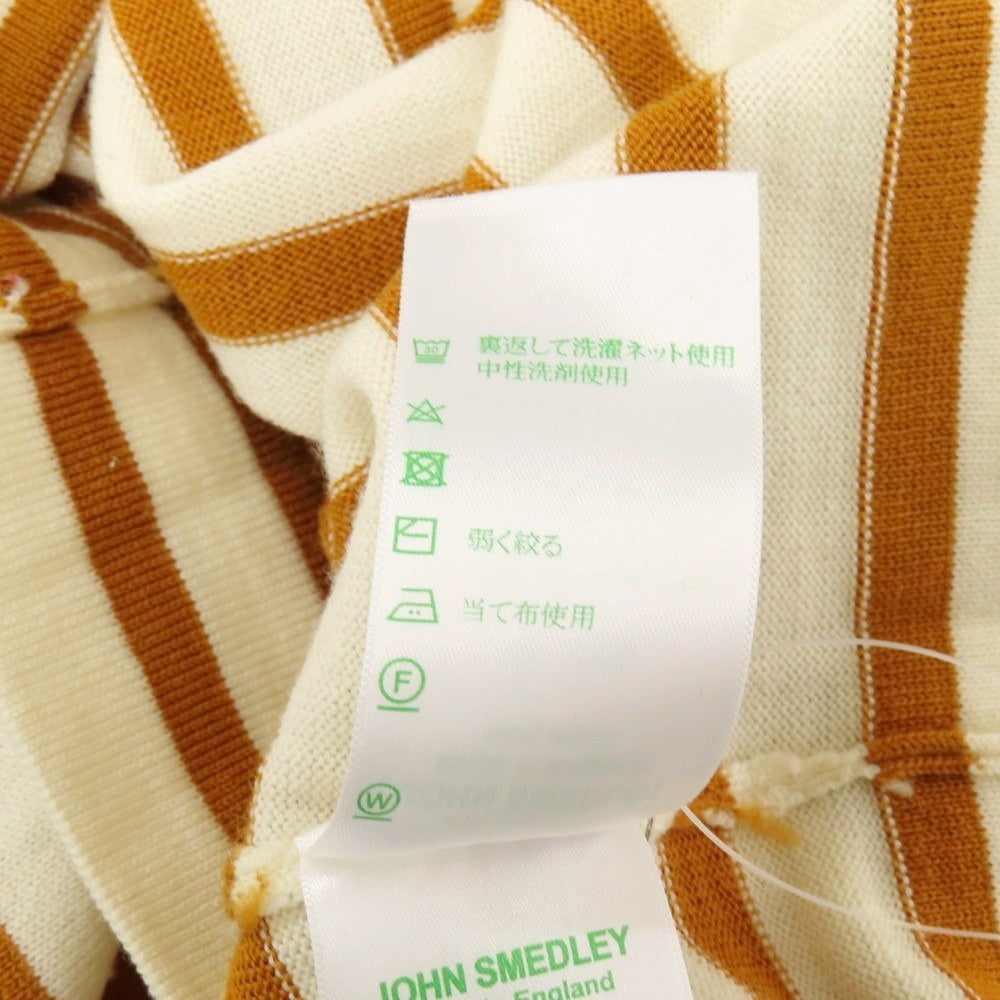 30
裏返して洗濯ネット使用
中性洗剤使用
弱く絞る
当て布使用
F
W
JOHN SMEDLEY
England